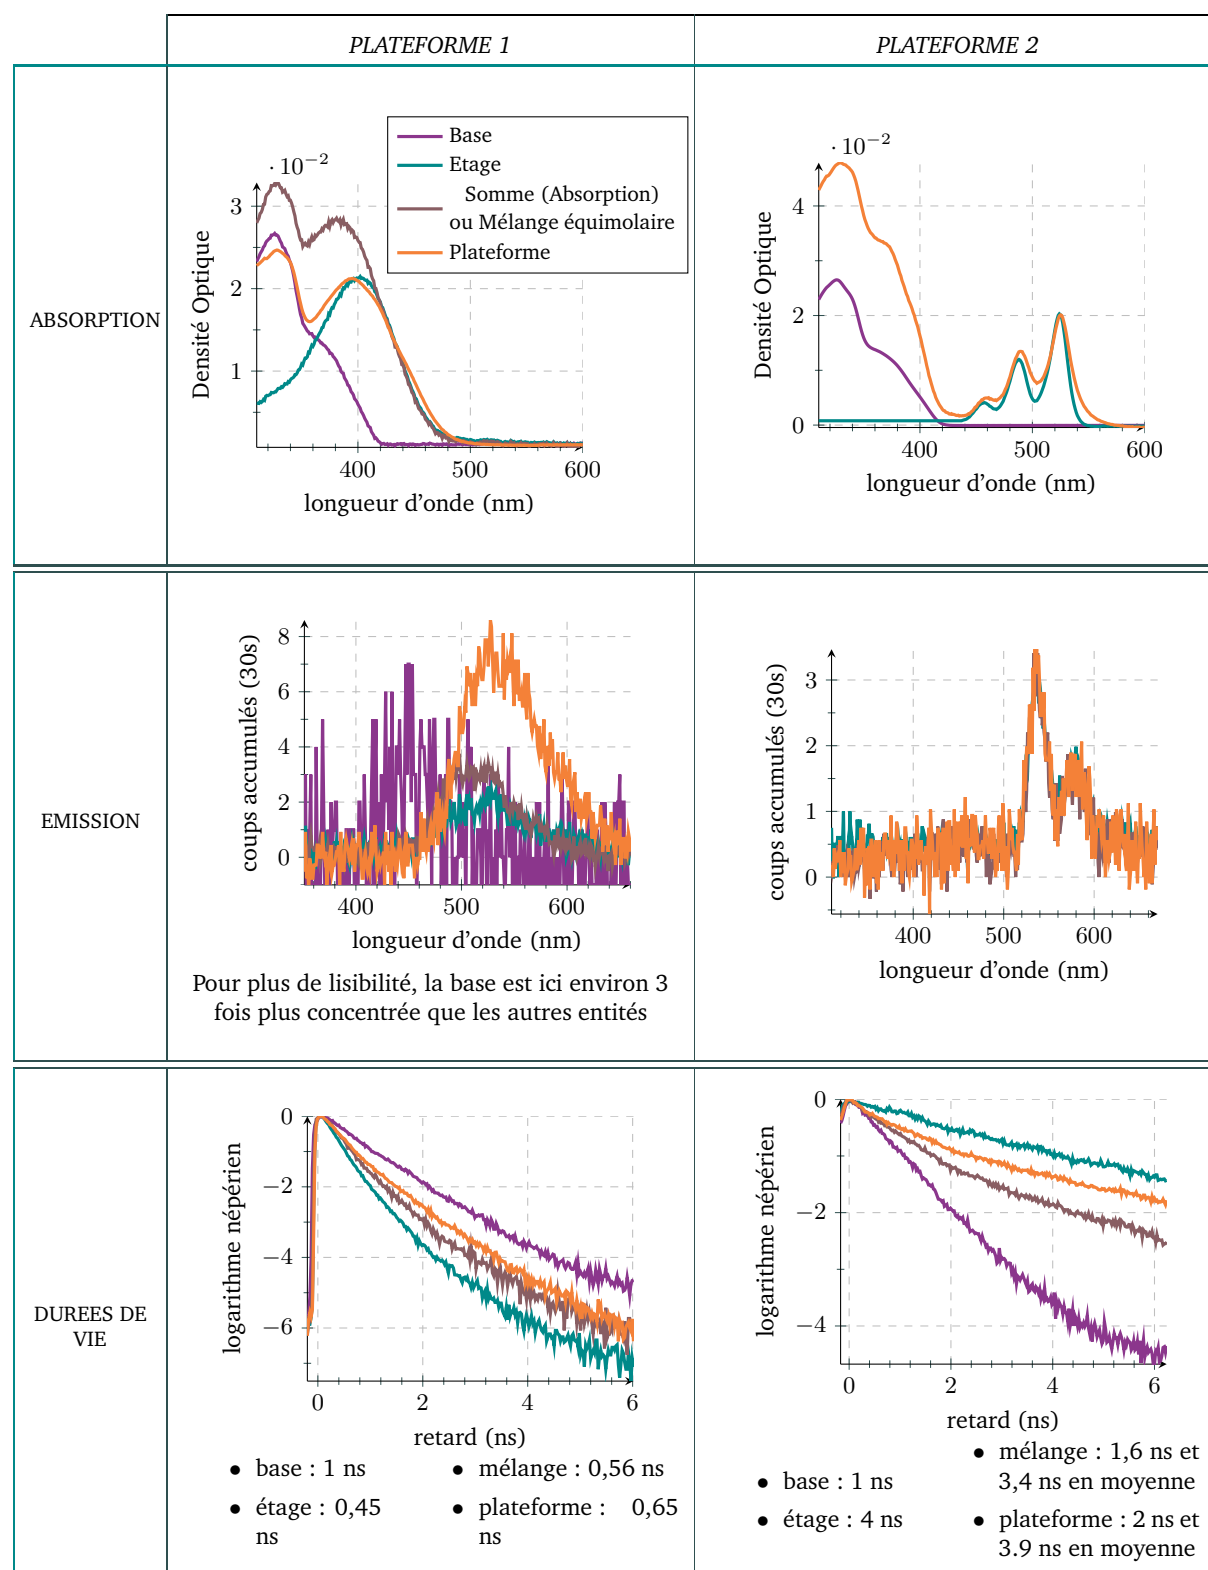 PLATEFORME 1
PLATEFORME 2
ABSORPTION
Base
Etage
Somme (Absorption)
ou Mélange équimolaire
Plateforme
· 10⁻²
3
2
1
Densité Optique
400
500
600
longueur d'onde (nm)
· 10⁻²
4
2
0
Densité Optique
400
500
600
longueur d'onde (nm)
EMISSION
8
6
4
2
0
coups accumulés (30s)
400
500
600
longueur d'onde (nm)
Pour plus de lisibilité, la base est ici environ 3
fois plus concentrée que les autres entités
3
2
1
0
coups accumulés (30s)
400
500
600
longueur d'onde (nm)
DUREES DE
VIE
0
−2
−4
−6
logarithme népérien
0
2
4
6
retard (ns)
• base : 1 ns
• étage : 0,45
ns
• mélange : 0,56 ns
• plateforme : 0,65
ns
0
−2
−4
logarithme népérien
0
2
4
6
retard (ns)
• base : 1 ns
• étage : 4 ns
• mélange : 1,6 ns et
3,4 ns en moyenne
• plateforme : 2 ns et
3.9 ns en moyenne